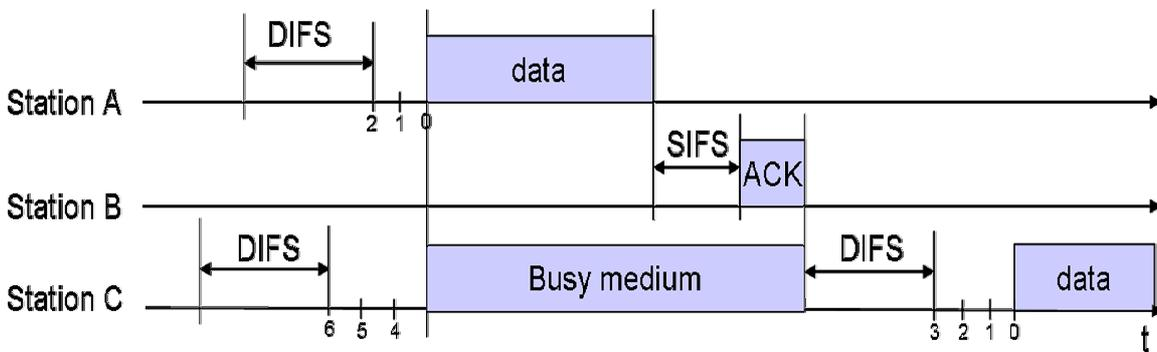 DIFS
data
Station A
2 1 0
SIFS
ACK
Station B
DIFS
Busy medium
DIFS
data
Station C
6 5 4
3 2 1 0
t